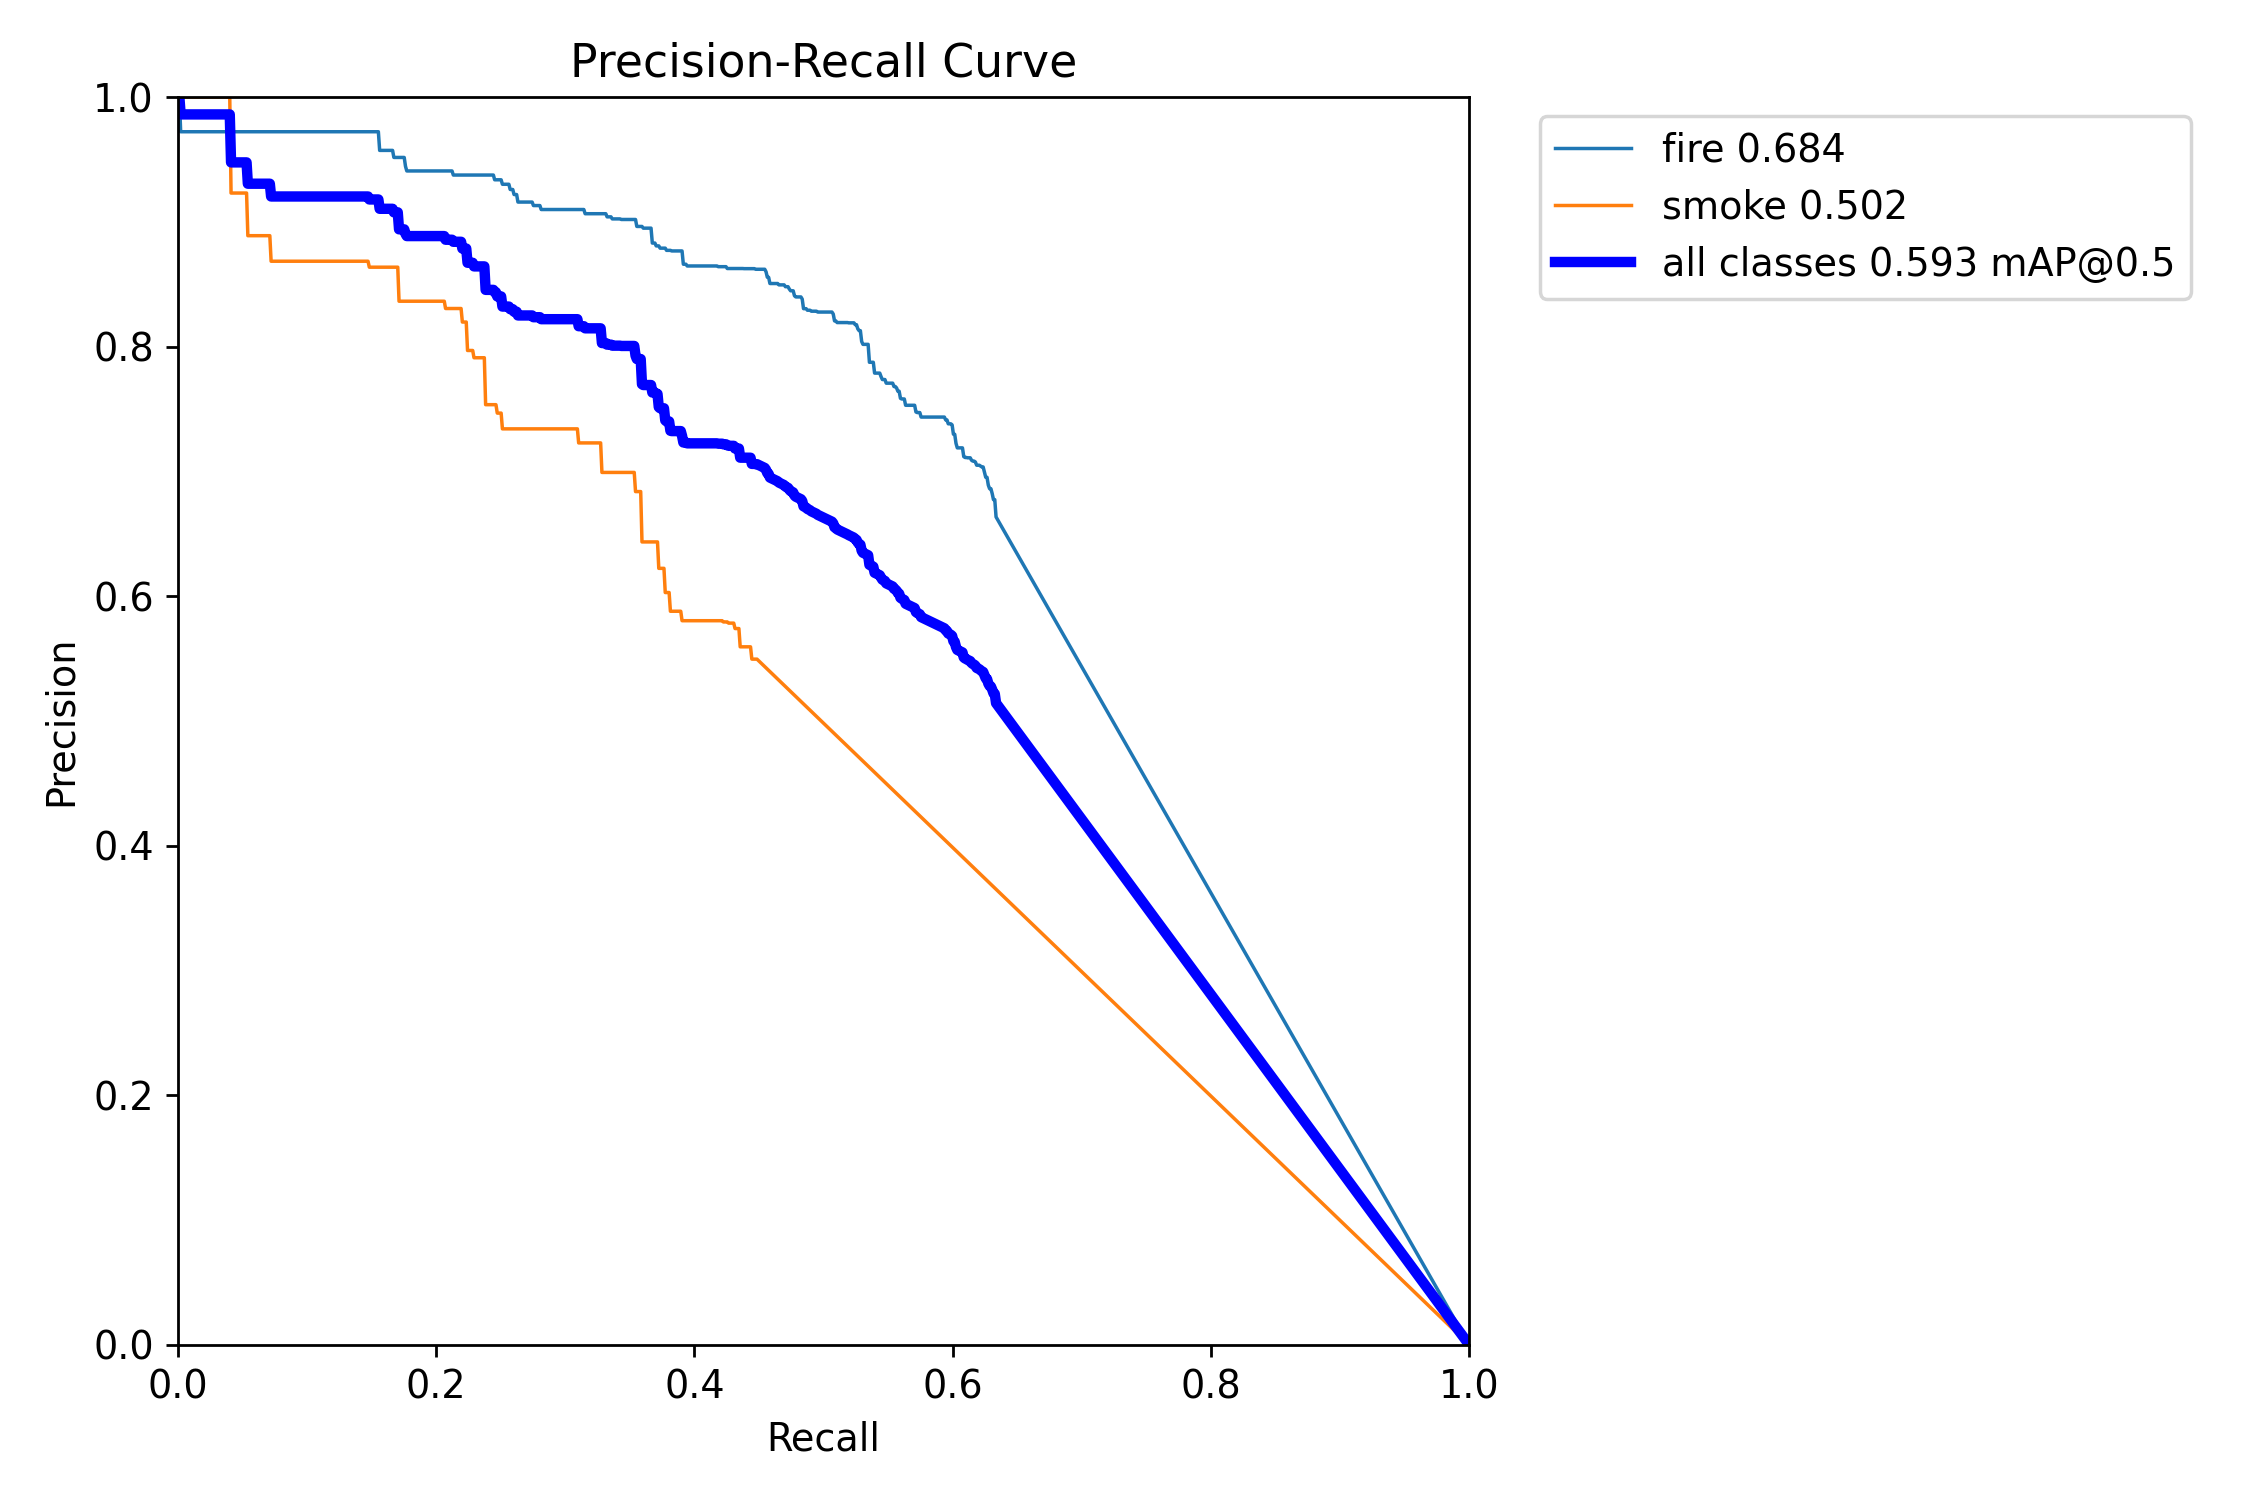 Precision-Recall Curve
1.0
0.8
0.6
0.4
0.2
0.0
Precision
0.0 0.2 0.4 0.6 0.8 1.0
Recall
fire 0.684
smoke 0.502
all classes 0.593 mAP@0.5